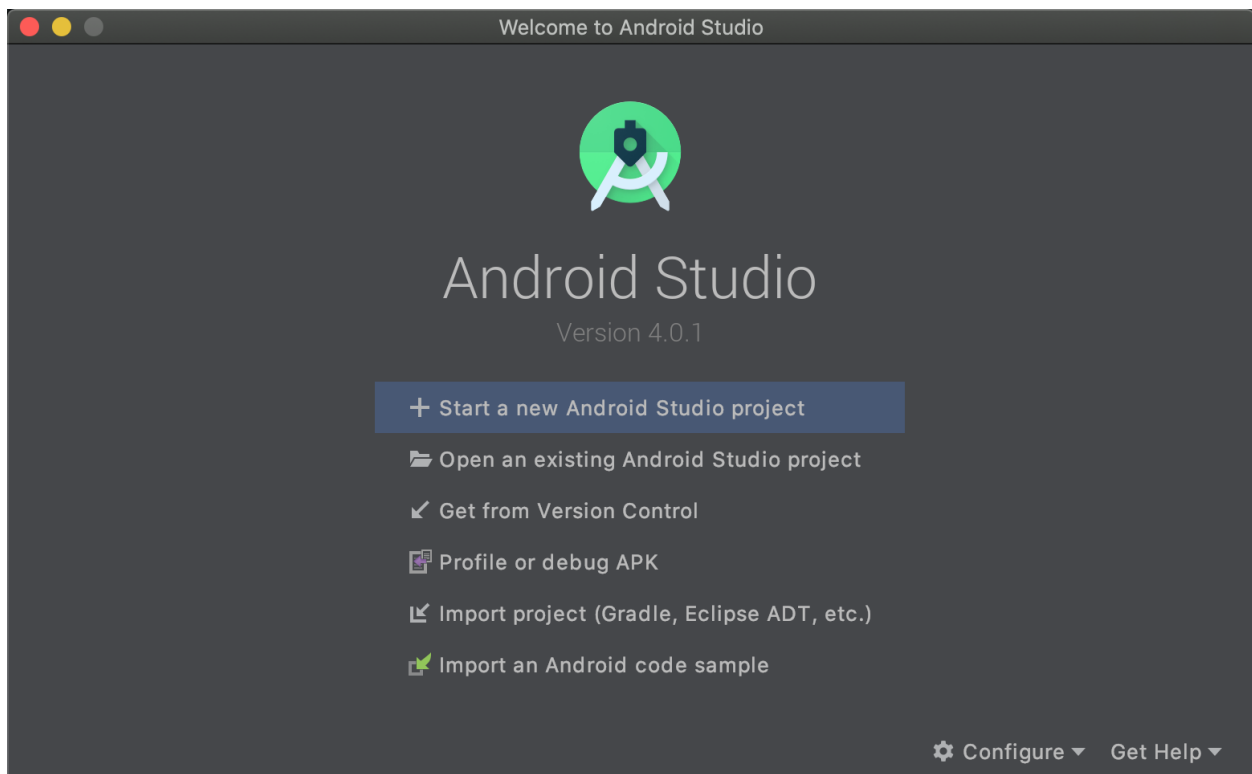 Welcome to Android Studio
Android Studio
Version 4.0.1
Start a new Android Studio project
Open an existing Android Studio project
Get from Version Control
Profile or debug APK
Import project (Gradle, Eclipse ADT, etc.)
Import an Android code sample
Configure Get Help